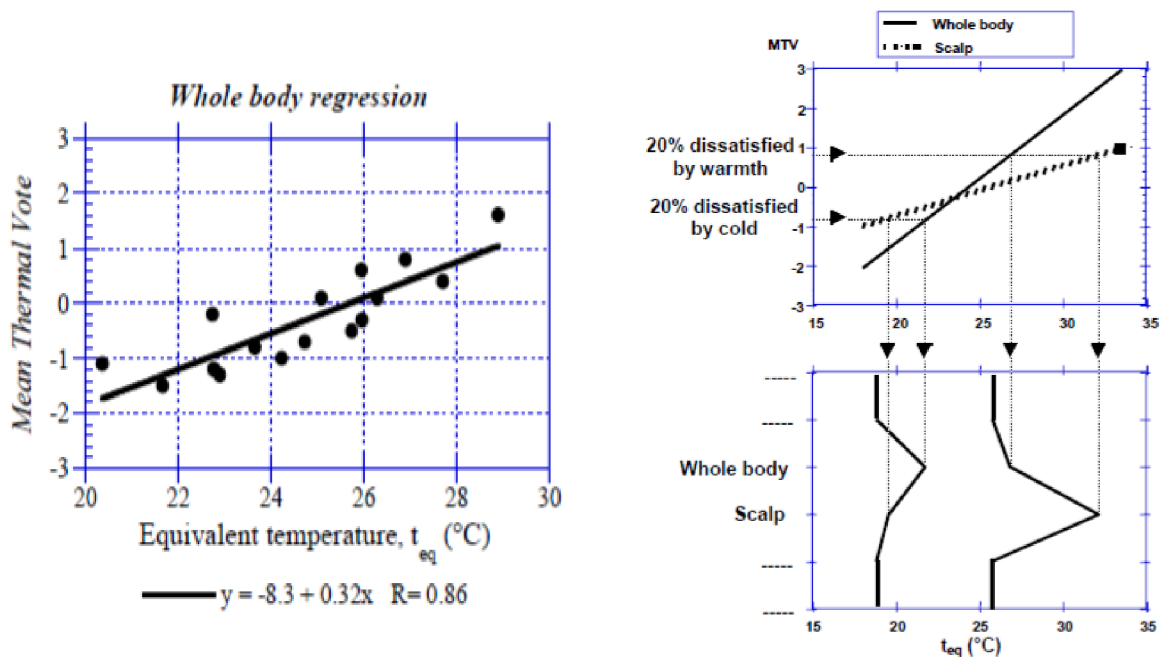 Whole body regression
Mean Thermal Vote
3
2
1
0
-1
-2
-3
20 22 24 26 28 30
Equivalent temperature, t_eq (°C)
y = -8.3 + 0.32x R= 0.86
Whole body
Scalp
MTV
3
2
1
0
-1
-2
-3
20% dissatisfied
by warmth
20% dissatisfied
by cold
15 20 25 30 35
-----
-----
Whole body
Scalp
-----
-----
15 20 25 30 35
t_eq (°C)